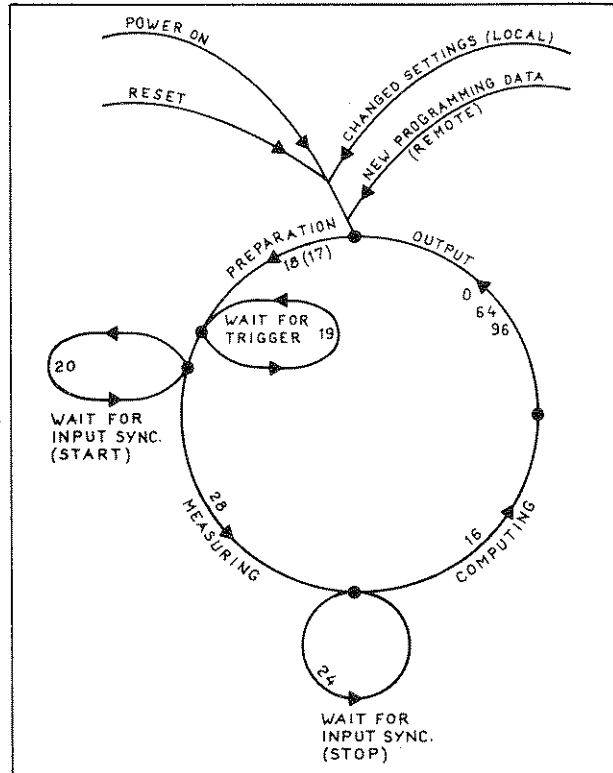 POWER ON
RESET
CHANGED SETTINGS (LOCAL)
NEW PROGRAMMING DATA
(REMOTE)
PREPARATION
18 (17)
OUTPUT
0
64
96
WAIT FOR
TRIGGER
19
20
WAIT FOR
INPUT SYNC.
(START)
28
MEASURING
16
COMPUTING
24
WAIT FOR
INPUT SYNC.
(STOP)